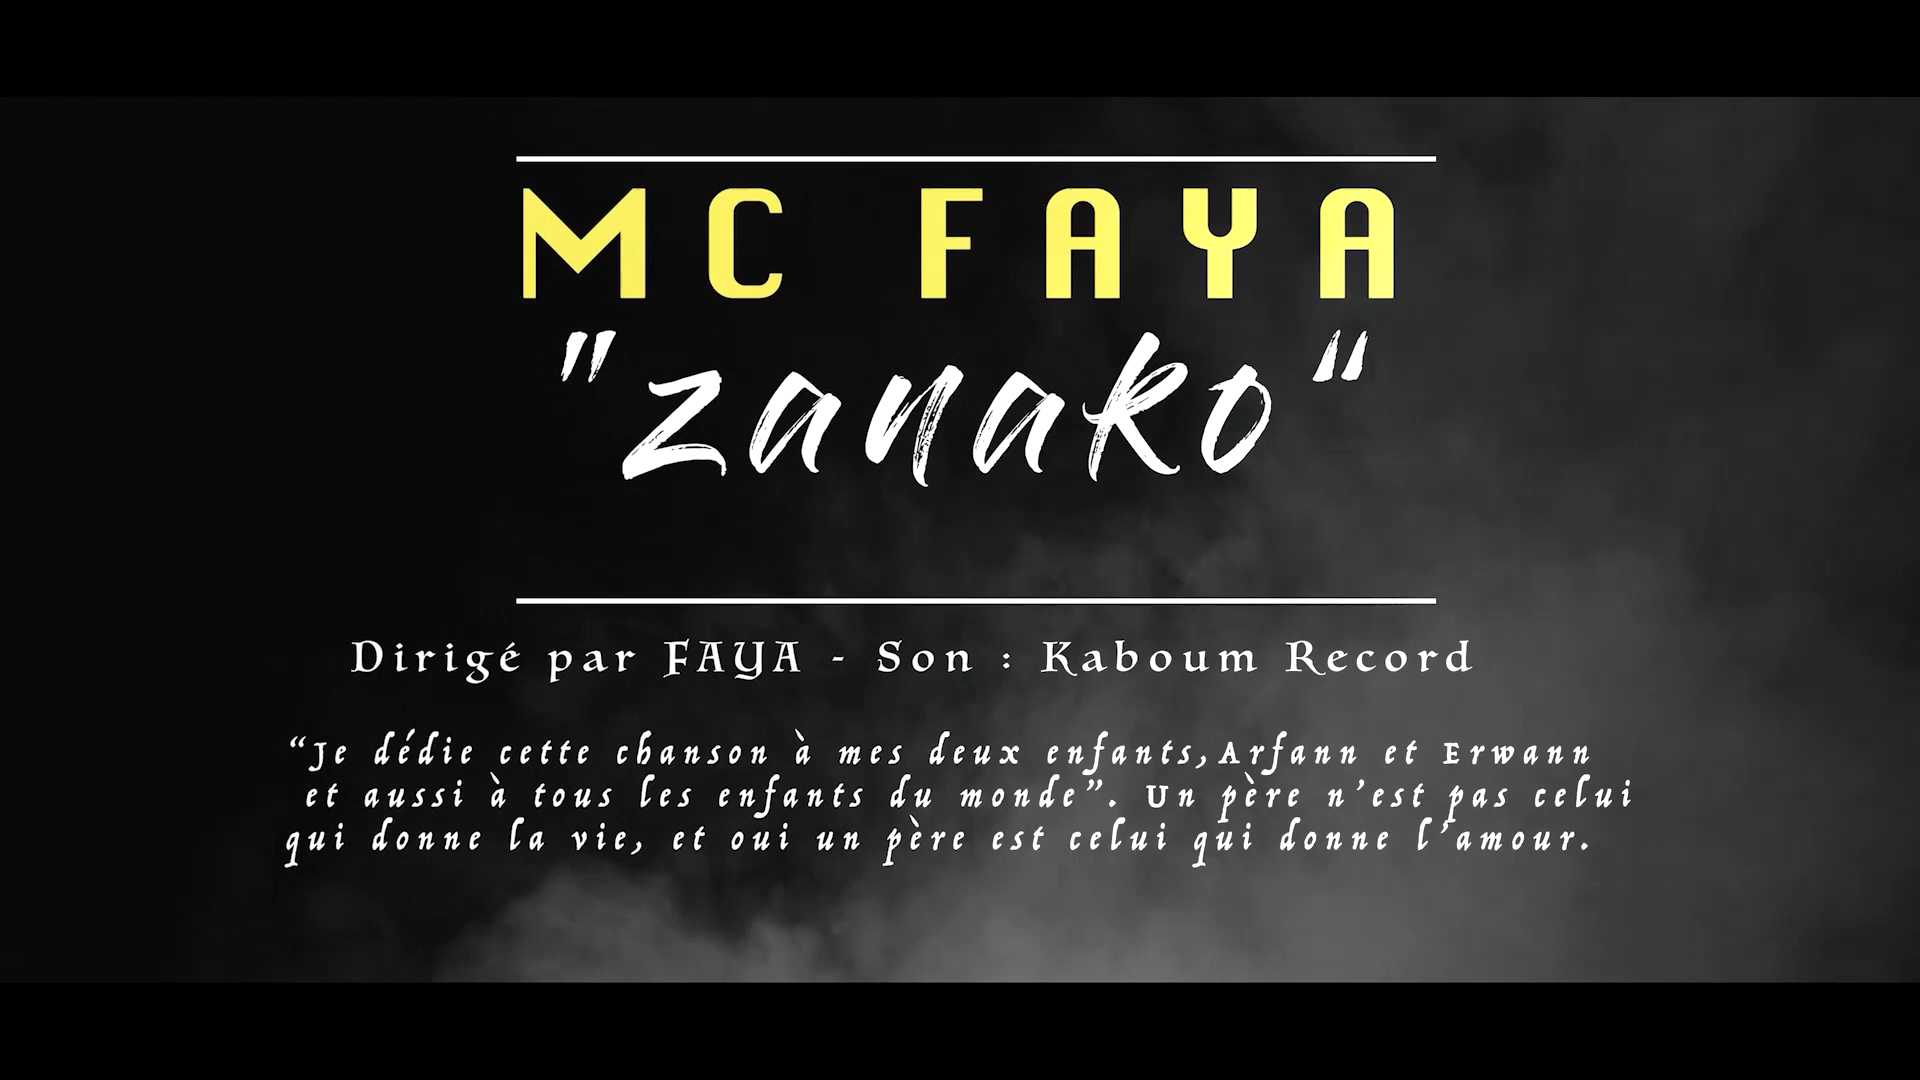 MC FAYA
"zanako“
Dirigé par FAYA - Son : Kaboum Record
“Je dédie cette chanson à mes deux enfants,Arfann et Erwann
et aussi à tous les enfants du monde”. Un père n’est pas celui
qui donne la vie, et oui un père est celui qui donne l’amour.